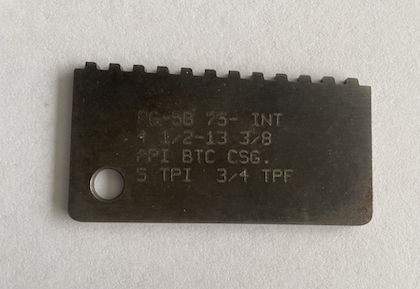 PG-5B 75- INT
4 1/2-13 3/8
API BTC CSG.
5 TPI 3/4 TPF